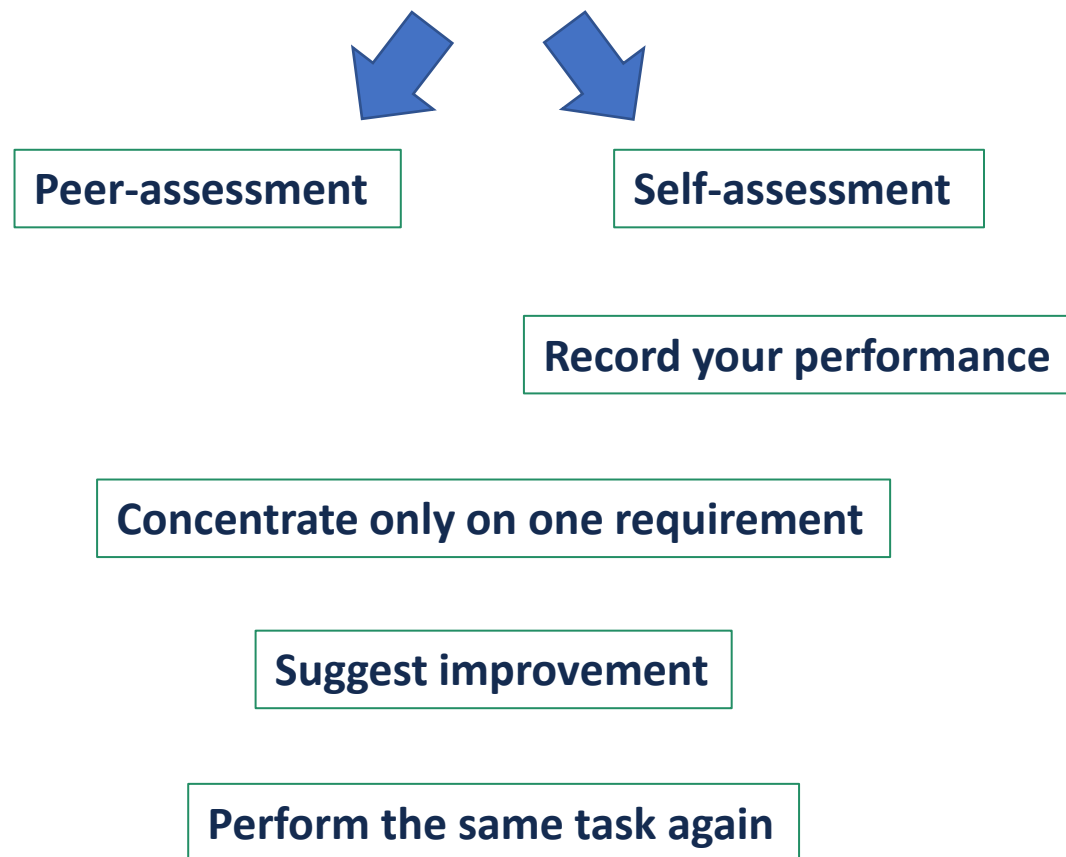 Peer-assessment
Self-assessment
Record your performance
Concentrate only on one requirement
Suggest improvement
Perform the same task again